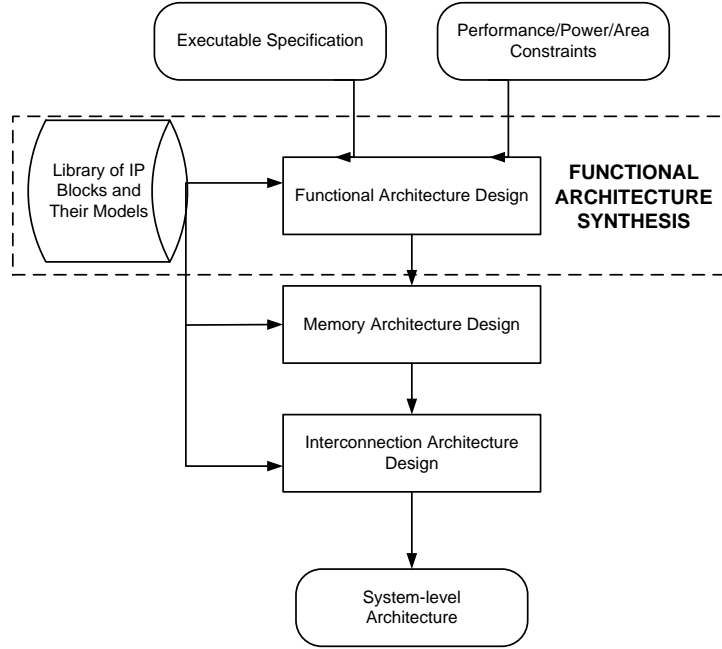 Executable Specification
Performance/Power/Area
Constraints
Library of IP
Blocks and
Their Models
Functional Architecture Design
FUNCTIONAL
ARCHITECTURE
SYNTHESIS
Memory Architecture Design
Interconnection Architecture
Design
System-level
Architecture